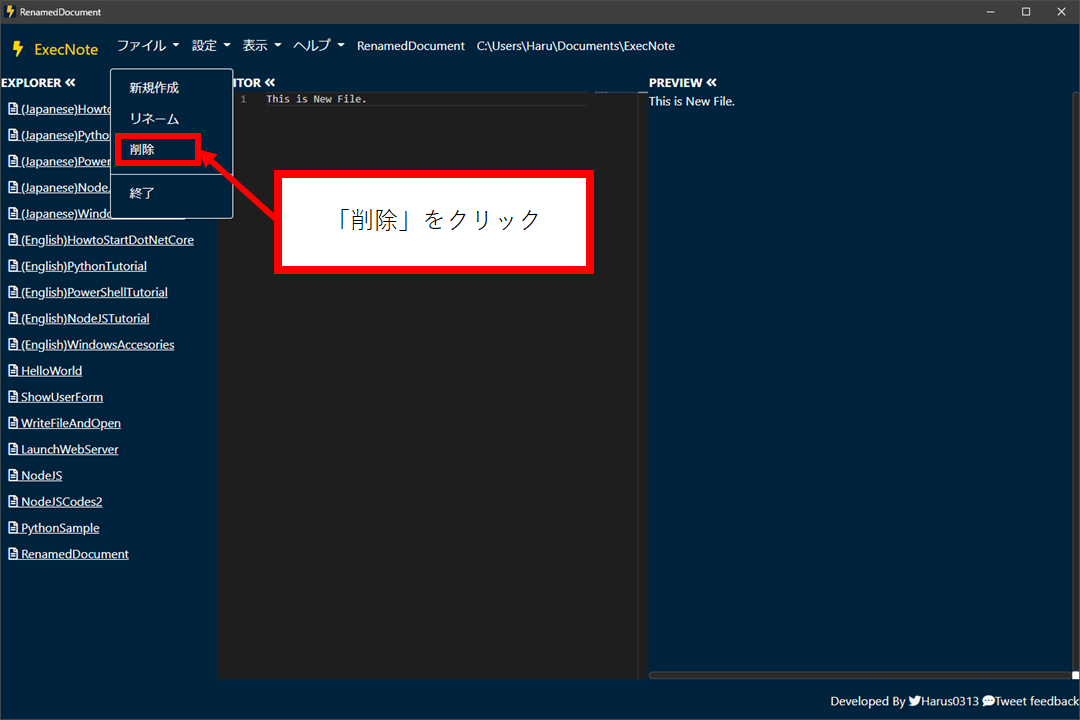 RenamedDocument
ExecNote ファイル 設定 表示 ヘルプ RenamedDocument C:\Users\Haru\Documents\ExecNote
新規作成
リネーム
削除
終了
「削除」をクリック
EXPLORER
(Japanese)Howto
(Japanese)Pytho
(Japanese)Power
(Japanese)Node.
(Japanese)Windo
(English)HowtoStartDotNetCore
(English)PythonTutorial
(English)PowerShellTutorial
(English)NodeJSTutorial
(English)WindowsAccesories
HelloWorld
ShowUserForm
WriteFileAndOpen
LaunchWebServer
NodeJS
NodeJSCodes2
PythonSample
RenamedDocument
ITOR
1 This is New File.
PREVIEW
This is New File.
Developed By Harus0313 Tweet feedback